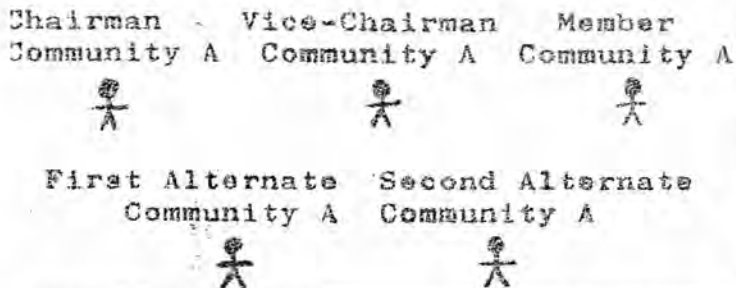 Chairman Vice-Chairman Member
Community A Community A Community A
First Alternate Second Alternate
Community A Community A